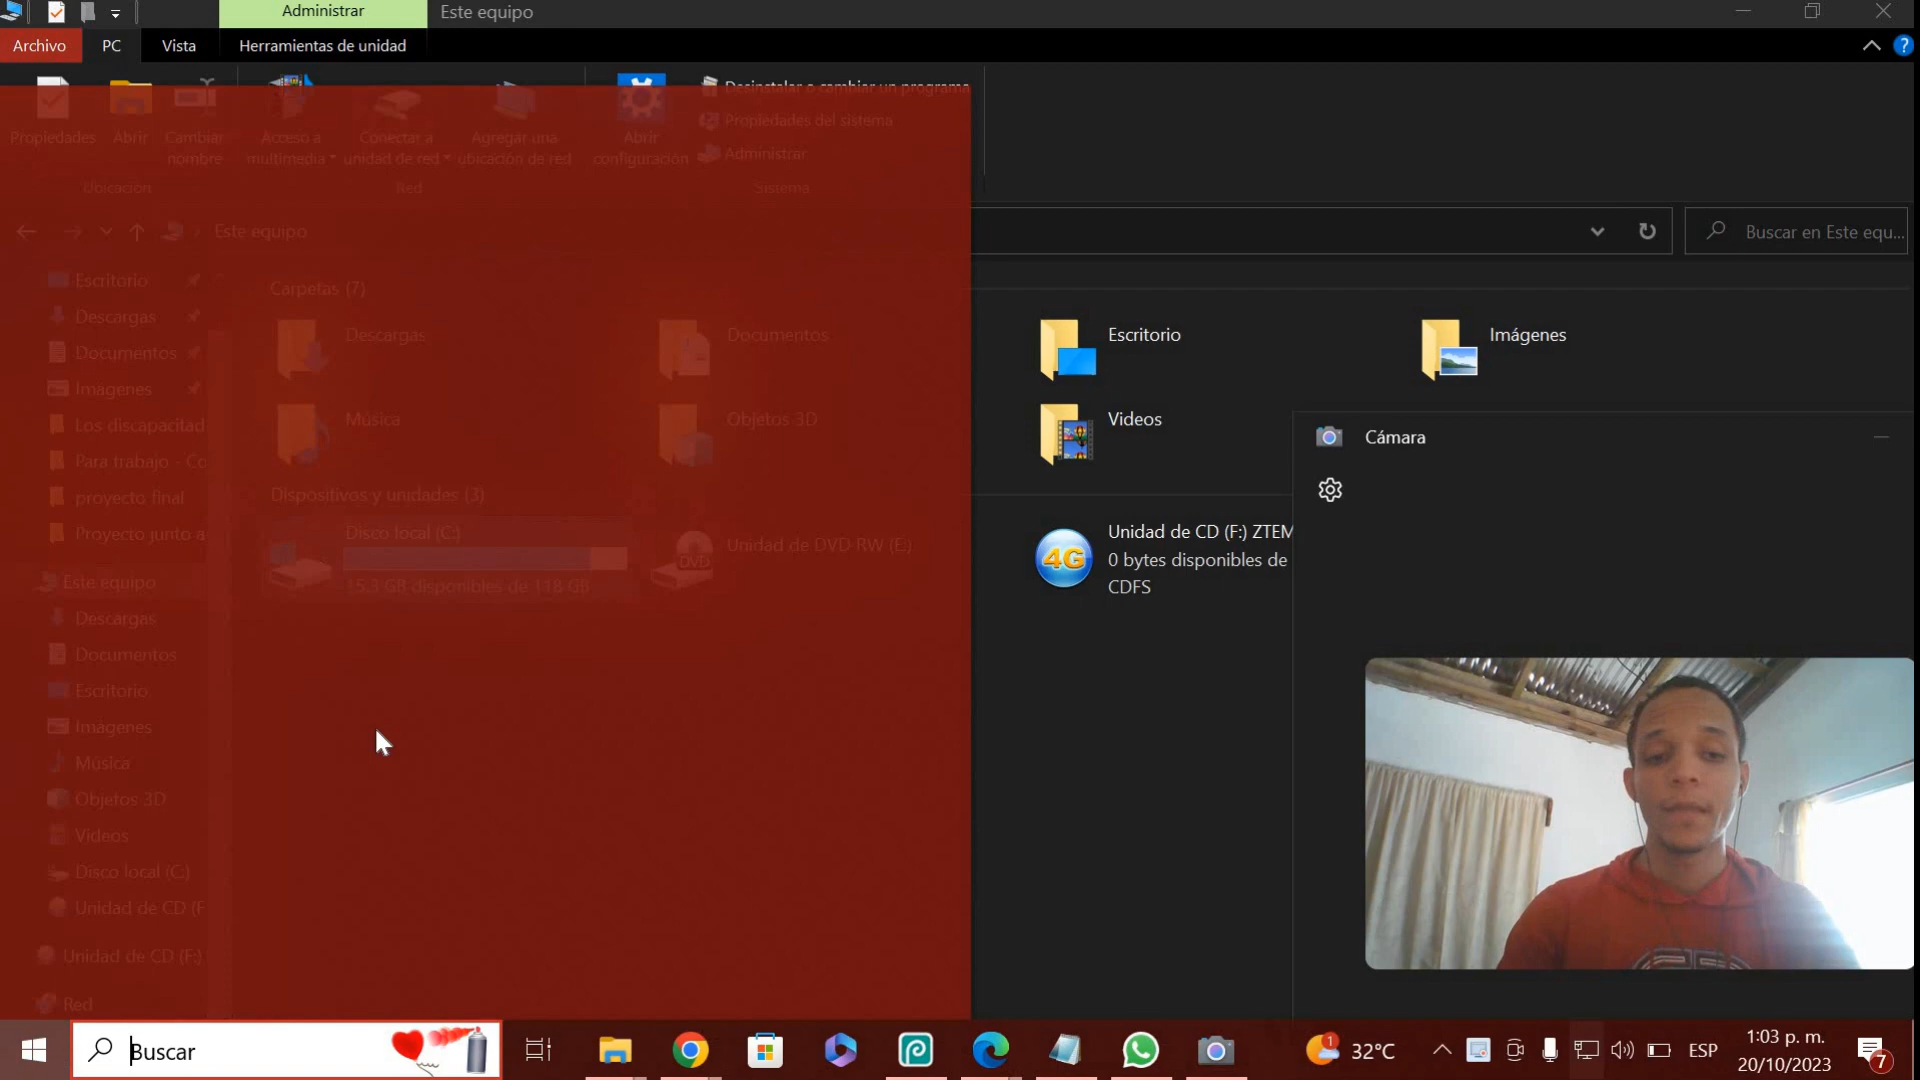 Administrar
Este equipo
Archivo
PC
Vista
Herramientas de unidad
Propiedades
Abrir
Cambiar nombre
Acceso a multimedia
Conectar a unidad de red
Agregar una ubicación de red
Abrir configuración
Desinstalar o cambiar un programa
Propiedades del sistema
Administrar
Ubicación
Red
Sistema
Este equipo
Buscar en Este equ...
Escritorio
Descargas
Documentos
Imágenes
Los discapacitad
Para trabajo - Co
proyecto final
Proyecto junto a
Este equipo
Descargas
Documentos
Escritorio
Imágenes
Música
Objetos 3D
Videos
Disco local (C:)
Unidad de CD (F
Unidad de CD (F:)
Red
Carpetas (7)
Descargas
Documentos
Escritorio
Imágenes
Música
Objetos 3D
Videos
Dispositivos y unidades (3)
Disco local (C:)
15.3 GB disponibles de 118 GB
DVD
Unidad de DVD RW (E:)
4G
Unidad de CD (F:) ZTEM
0 bytes disponibles de
CDFS
Cámara
Buscar
1
32°C
ESP
1:03 p. m.
20/10/2023
7